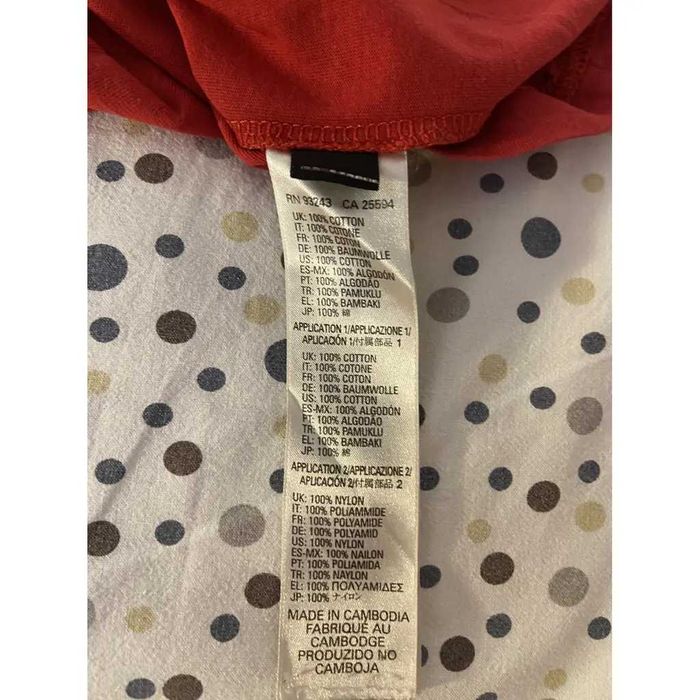 RN 93243 CA 25594
UK: 100% COTTON
IT: 100% COTONE
FR: 100% COTON
DE: 100% BAUMWOLLE
US: 100% COTTON
ES-MX: 100% ALGODÓN
PT: 100% ALGODÃO
TR: 100% PAMUKLU
EL: 100% BAMBAKI
JP: 100% 綿
APPLICATION 1/APPLICAZIONE 1/
APLICACIÓN 1/付属部品 1
UK: 100% COTTON
IT: 100% COTONE
FR: 100% COTON
DE: 100% BAUMWOLLE
US: 100% COTTON
ES-MX: 100% ALGODÓN
PT: 100% ALGODÃO
TR: 100% PAMUKLU
EL: 100% BAMBAKI
JP: 100% 綿
APPLICATION 2/APPLICAZIONE 2/
APLICACIÓN 2/付属部品 2
UK: 100% NYLON
IT: 100% POLIAMMIDE
FR: 100% POLYAMIDE
DE: 100% POLYAMID
US: 100% NYLON
ES-MX: 100% NAILON
PT: 100% POLIAMIDA
TR: 100% NAYLON
EL: 100% ΠΟΛΥΑΜΙΔΕΣ
JP: 100% ナイロン
MADE IN CAMBODIA
FABRIQUÉ AU
CAMBODGE
PRODUZIDO NO
CAMBOJA